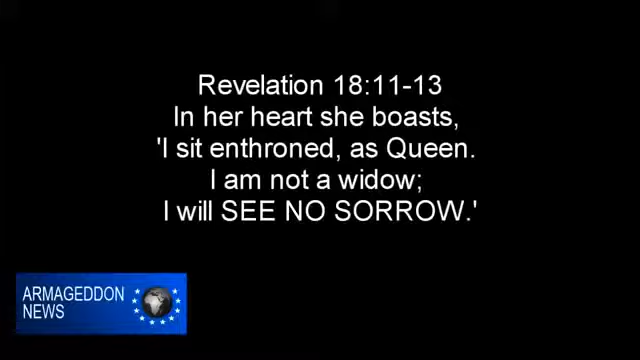 Revelation 18:11-13
In her heart she boasts,
'I sit enthroned, as Queen.
I am not a widow;
I will SEE NO SORROW.'
ARMAGEDDON
NEWS